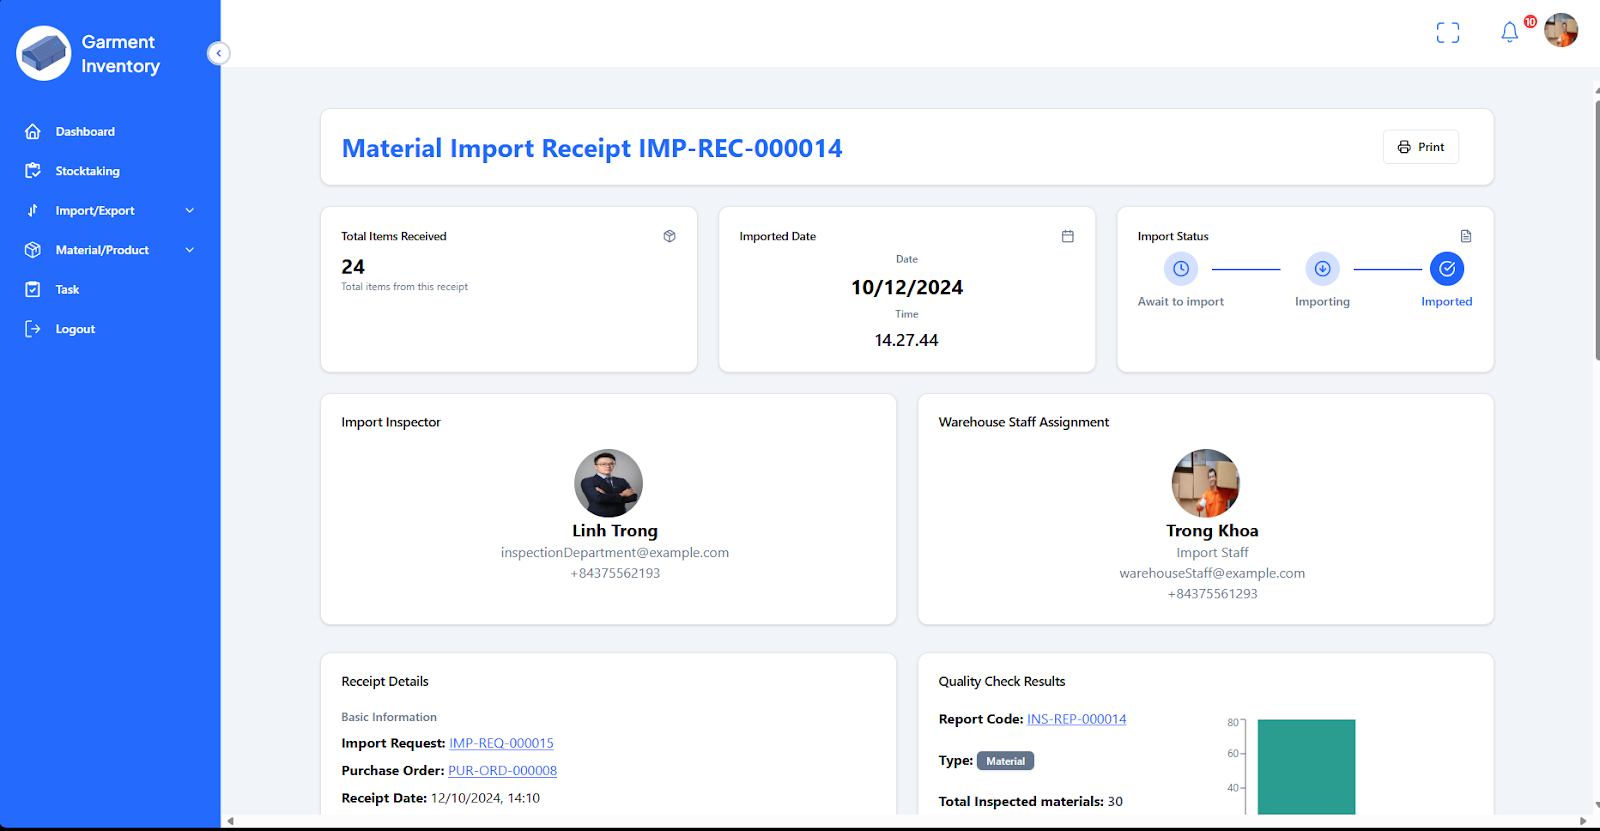 Garment
Inventory
10
Dashboard
Stocktaking
Import/Export
Material/Product
Task
Logout
Material Import Receipt IMP-REC-000014
Print
Total Items Received
24
Total items from this receipt
Imported Date
Date
10/12/2024
Time
14.27.44
Import Status
Await to import
Importing
Imported
Import Inspector
Linh Trong
inspectionDepartment@example.com
+84375562193
Warehouse Staff Assignment
Trong Khoa
Import Staff
warehouseStaff@example.com
+84375561293
Receipt Details
Basic Information
Import Request: IMP-REQ-000015
Purchase Order: PUR-ORD-000008
Receipt Date: 12/10/2024, 14:10
Quality Check Results
Report Code: INS-REP-000014
Type: Material
Total Inspected materials: 30
80
60
40